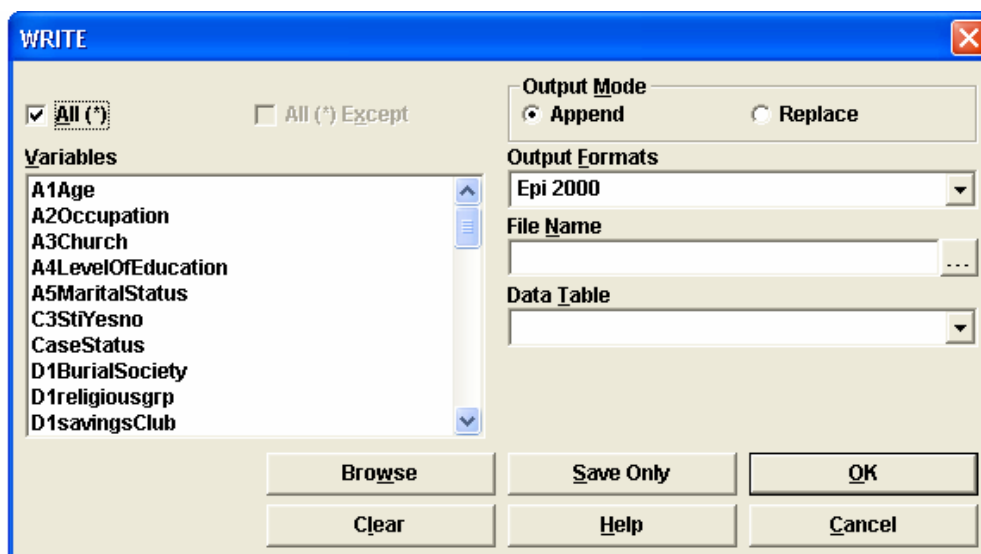 WRITE
All (*)
All (*) Except
Output Mode
Append
Replace
Variables
A1Age
A2Occupation
A3Church
A4LevelOfEducation
A5MaritalStatus
C3StiYesno
CaseStatus
D1BurialSociety
D1religiousgrp
D1savingsClub
Output Formats
Epi 2000
File Name
...
Data Table
Browse
Save Only
OK
Clear
Help
Cancel